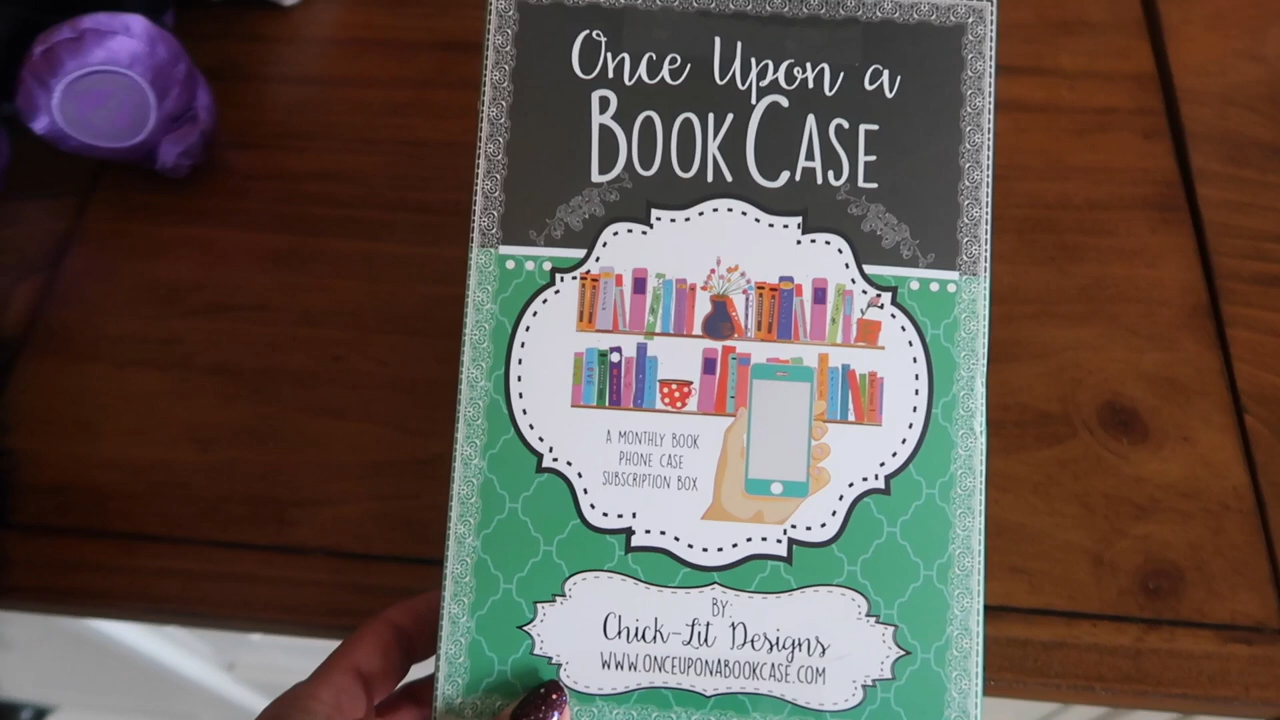 Once Upon a
BOOKCASE
A MONTHLY BOOK
PHONE CASE
SUBSCRIPTION BOX
BY:
Chick-Lit Designs
WWW.ONCEUPONABOOKCASE.COM